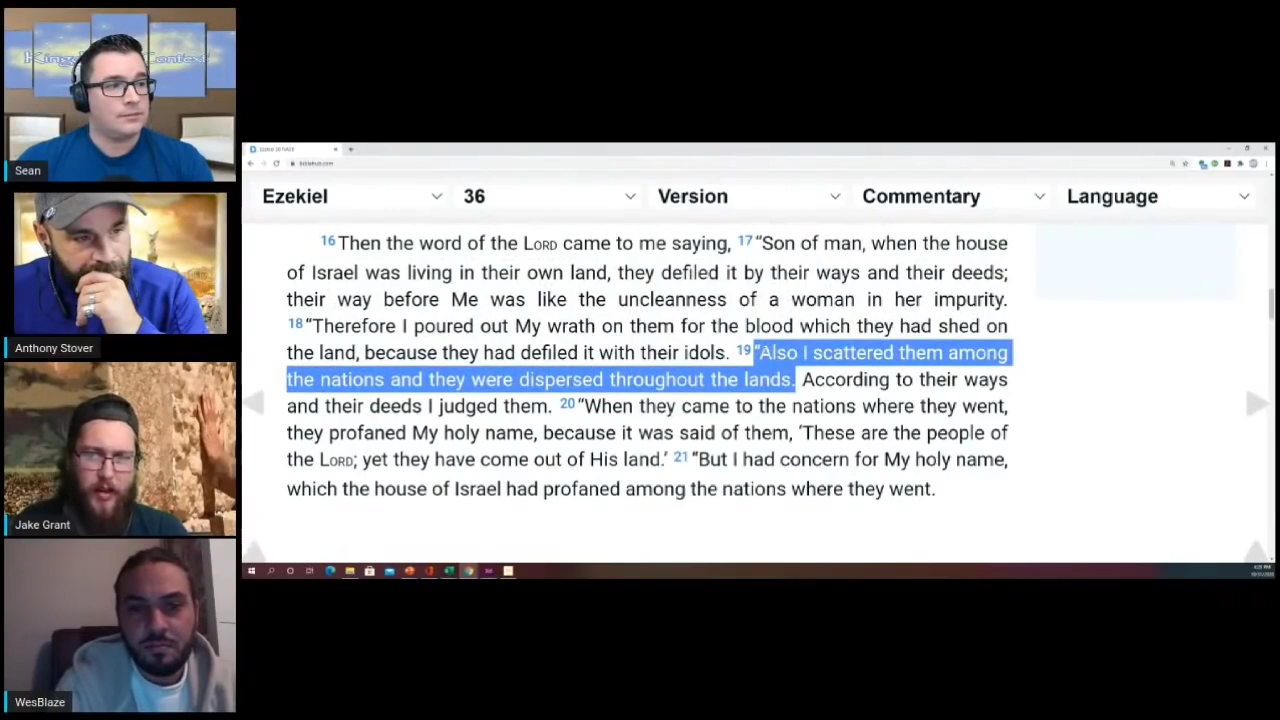 Kingdom in Context
Sean
Anthony Stover
Jake Grant
WesBlaze
biblehub.com
Ezekiel
36
Version
Commentary
Language
16 Then the word of the LORD came to me saying, 17 “Son of man, when the house
of Israel was living in their own land, they defiled it by their ways and their deeds;
their way before Me was like the uncleanness of a woman in her impurity.
18 “Therefore I poured out My wrath on them for the blood which they had shed on
the land, because they had defiled it with their idols. 19 “Also I scattered them among
the nations and they were dispersed throughout the lands. According to their ways
and their deeds I judged them. 20 “When they came to the nations where they went,
they profaned My holy name, because it was said of them, ‘These are the people of
the LORD; yet they have come out of His land.’ 21 “But I had concern for My holy name,
which the house of Israel had profaned among the nations where they went.